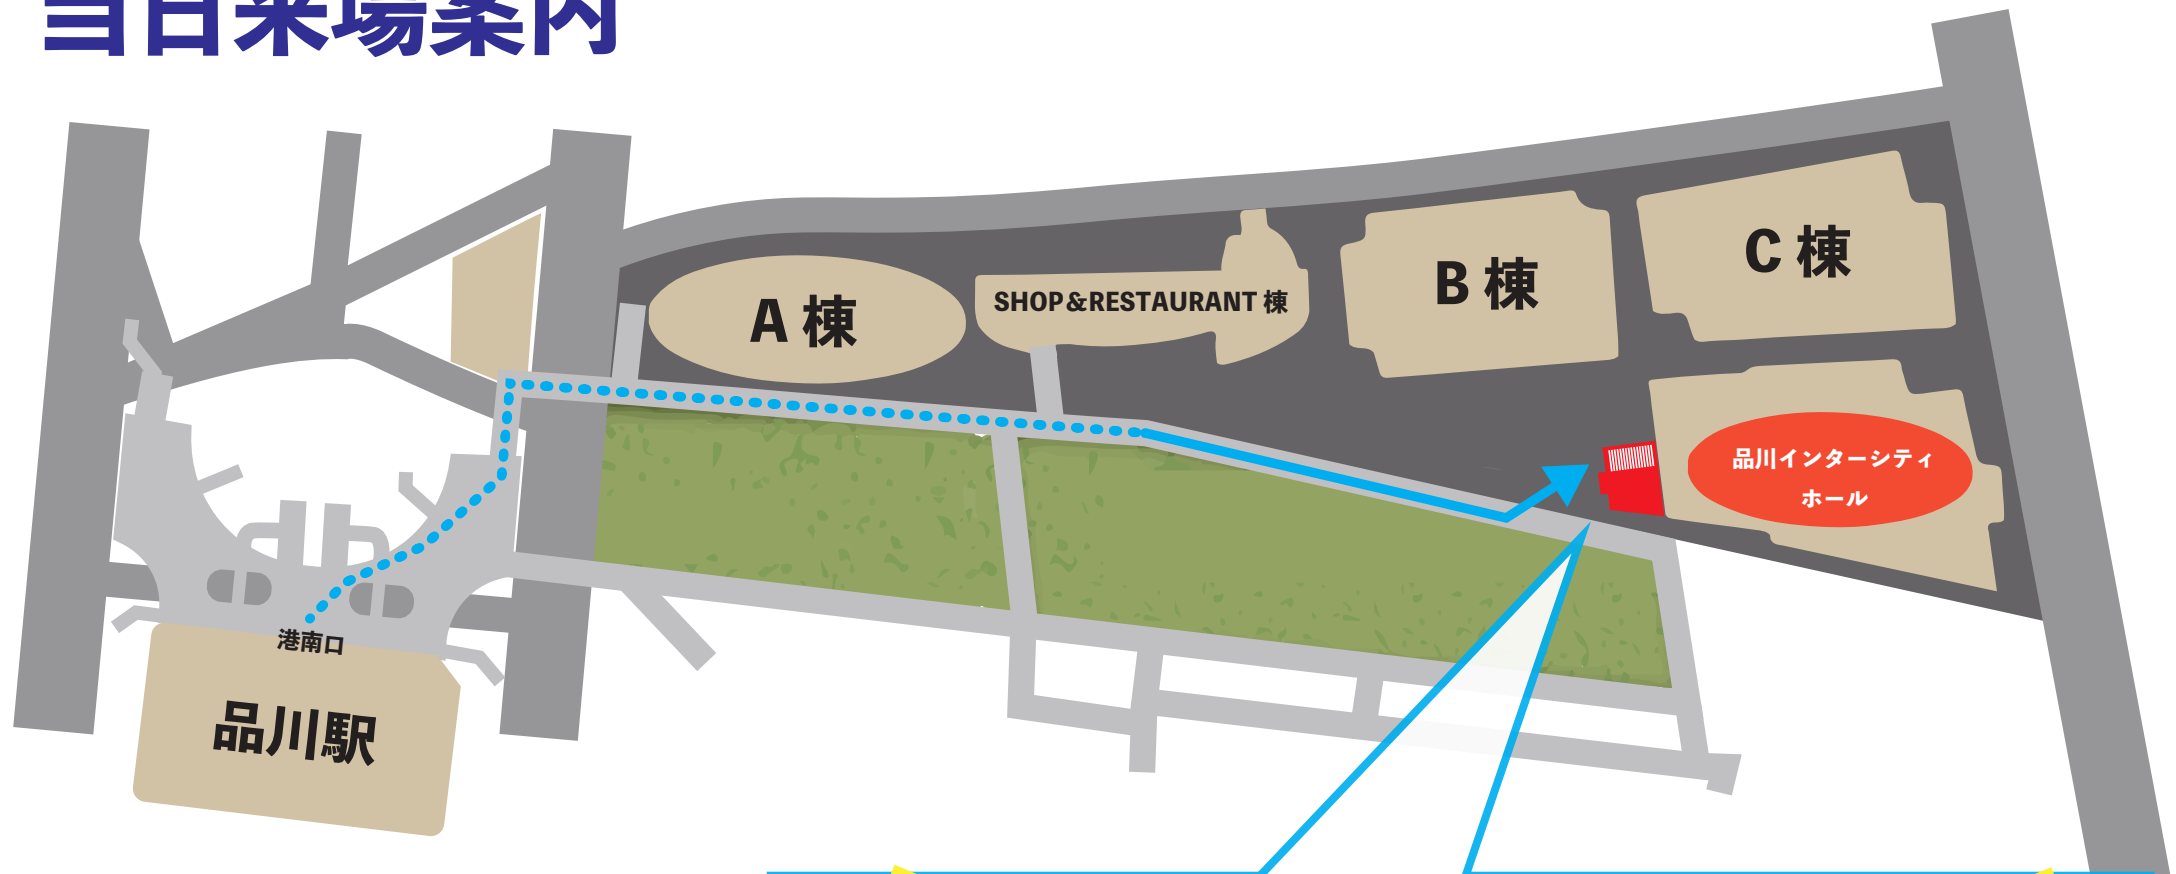 当日来場案内
A 棟
SHOP&RESTAURANT 棟
B 棟
C 棟
品川インターシティ
ホール
港南口
品川駅